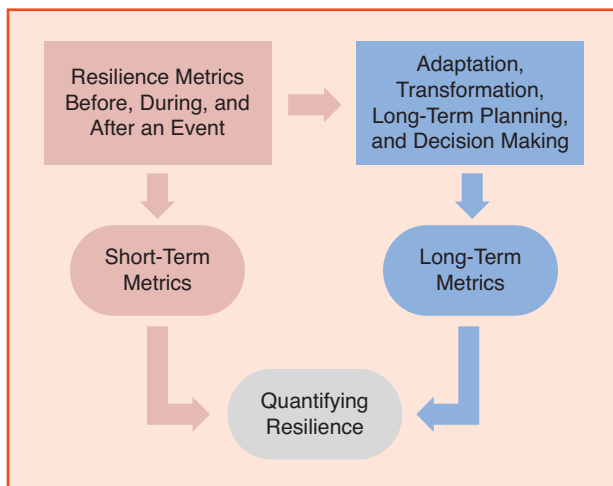 Resilience Metrics
Before, During, and
After an Event
Adaptation,
Transformation,
Long-Term Planning,
and Decision Making
Short-Term
Metrics
Long-Term
Metrics
Quantifying
Resilience